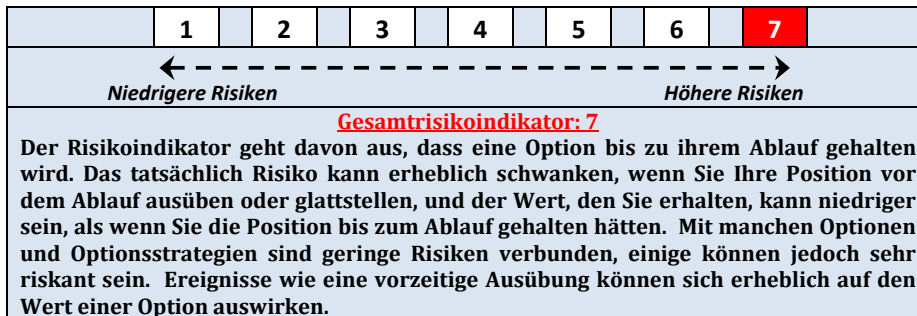 1 2 3 4 5 6 7
Niedrigere Risiken Höhere Risiken
Gesamtrisikoindikator: 7
Der Risikoindikator geht davon aus, dass eine Option bis zu ihrem Ablauf gehalten
wird. Das tatsächlich Risiko kann erheblich schwanken, wenn Sie Ihre Position vor
dem Ablauf ausüben oder glattstellen, und der Wert, den Sie erhalten, kann niedriger
sein, als wenn Sie die Position bis zum Ablauf gehalten hätten. Mit manchen Optionen
und Optionsstrategien sind geringe Risiken verbunden, einige können jedoch sehr
riskant sein. Ereignisse wie eine vorzeitige Ausübung können sich erheblich auf den
Wert einer Option auswirken.